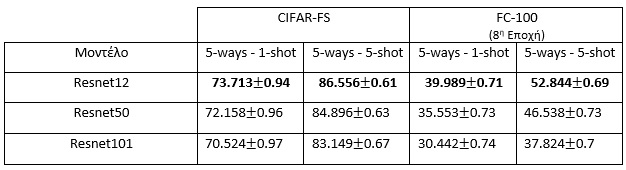 CIFAR-FS FC-100
(8η Εποχή)
Μοντέλο 5-ways - 1-shot 5-ways - 5-shot 5-ways - 1-shot 5-ways - 5-shot
Resnet12 73.713±0.94 86.556±0.61 39.989±0.71 52.844±0.69
Resnet50 72.158±0.96 84.896±0.63 35.553±0.73 46.538±0.73
Resnet101 70.524±0.97 83.149±0.67 30.442±0.74 37.824±0.7